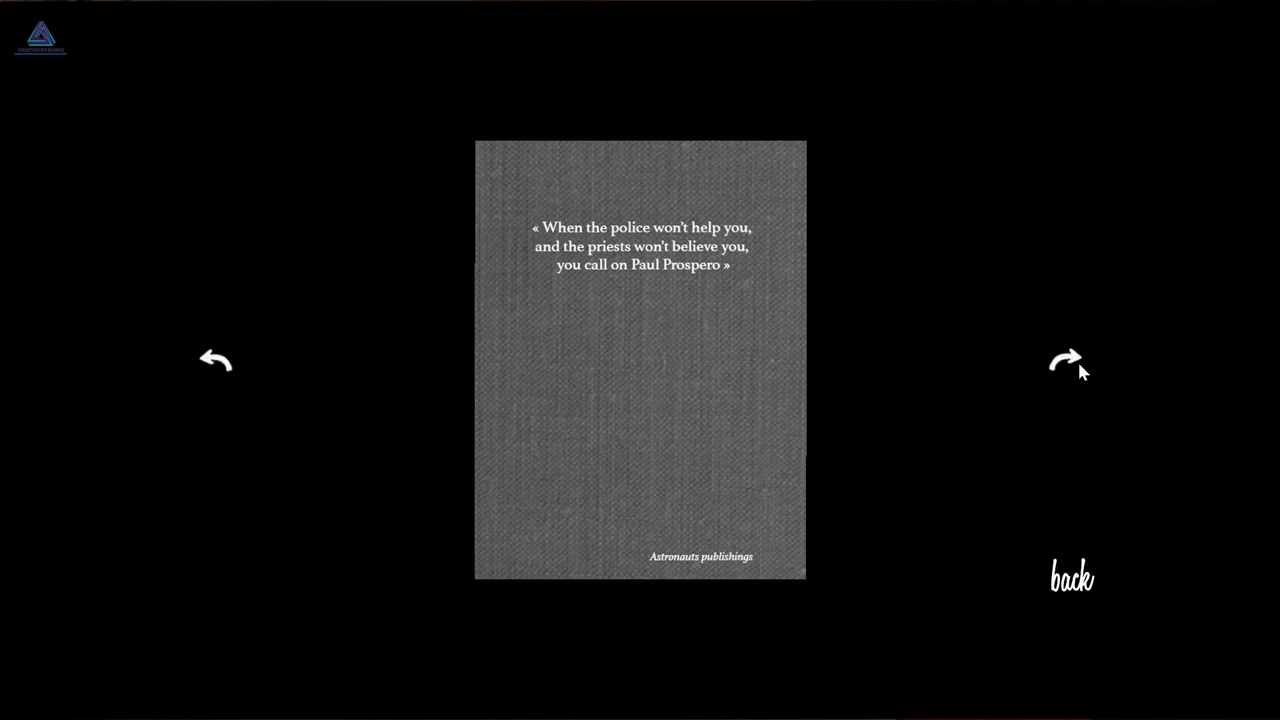 « When the police won't help you,
and the priests won't believe you,
you call on Paul Prospero »
Astronauts publishings
back